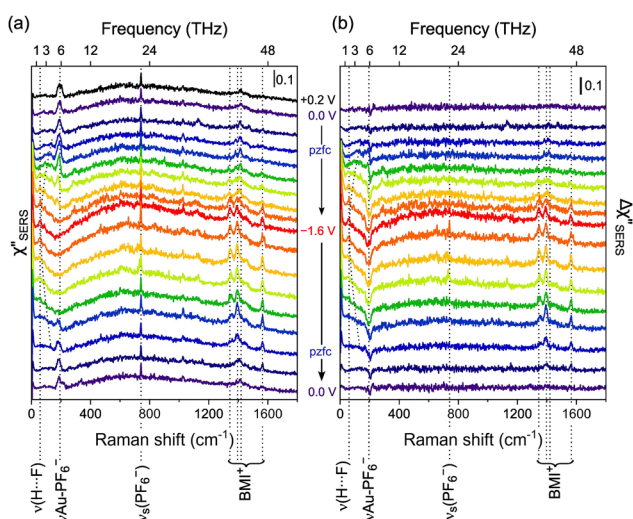 (a)
Frequency (THz)
1 3 6 12 24 48
0.1
+0.2 V
0.0 V
pzfc
−1.6 V
pzfc
0.0 V
χ"SERS
0 400 800 1200 1600
Raman shift (cm-1)
ν(H···F)
νAu-PF6−
νs(PF6−)
BMI+
(b)
Frequency (THz)
1 3 6 12 24 48
0.1
Δχ"SERS
0 400 800 1200 1600
Raman shift (cm-1)
ν(H···F)
νAu-PF6−
νs(PF6−)
BMI+